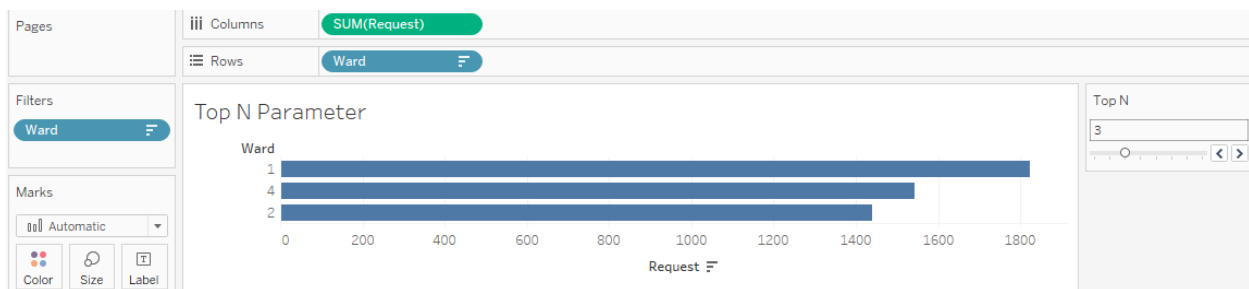 Pages
Columns
SUM(Request)
Rows
Ward
Filters
Ward
Top N Parameter
Ward
1
4
2
0 200 400 600 800 1000 1200 1400 1600 1800
Request
Top N
3
Marks
Automatic
T
Color Size Label